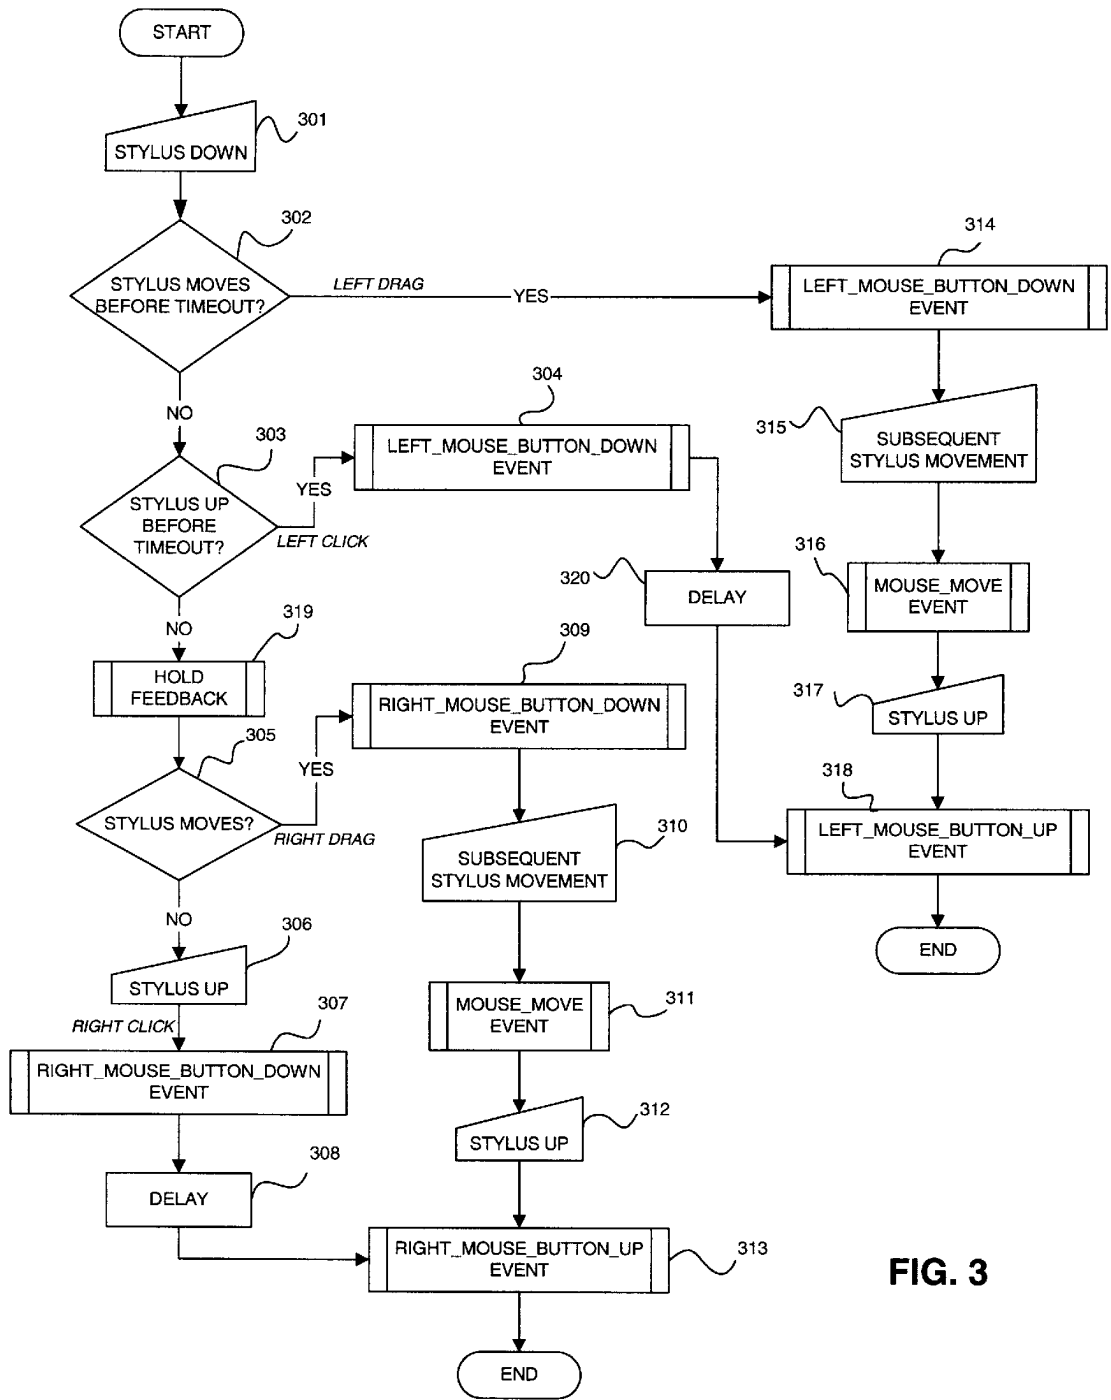 START
301
STYLUS DOWN
302
STYLUS MOVES
BEFORE TIMEOUT?
LEFT DRAG
YES
314
LEFT_MOUSE_BUTTON_DOWN
EVENT
315
SUBSEQUENT
STYLUS MOVEMENT
316
MOUSE_MOVE
EVENT
317
STYLUS UP
318
LEFT_MOUSE_BUTTON_UP
EVENT
END
NO
303
STYLUS UP
BEFORE
TIMEOUT?
YES
LEFT CLICK
304
LEFT_MOUSE_BUTTON_DOWN
EVENT
320
DELAY
NO
319
HOLD
FEEDBACK
305
STYLUS MOVES?
YES
RIGHT DRAG
309
RIGHT_MOUSE_BUTTON_DOWN
EVENT
310
SUBSEQUENT
STYLUS MOVEMENT
311
MOUSE_MOVE
EVENT
312
STYLUS UP
NO
306
STYLUS UP
RIGHT CLICK
307
RIGHT_MOUSE_BUTTON_DOWN
EVENT
308
DELAY
RIGHT_MOUSE_BUTTON_UP
EVENT
313
END
FIG. 3